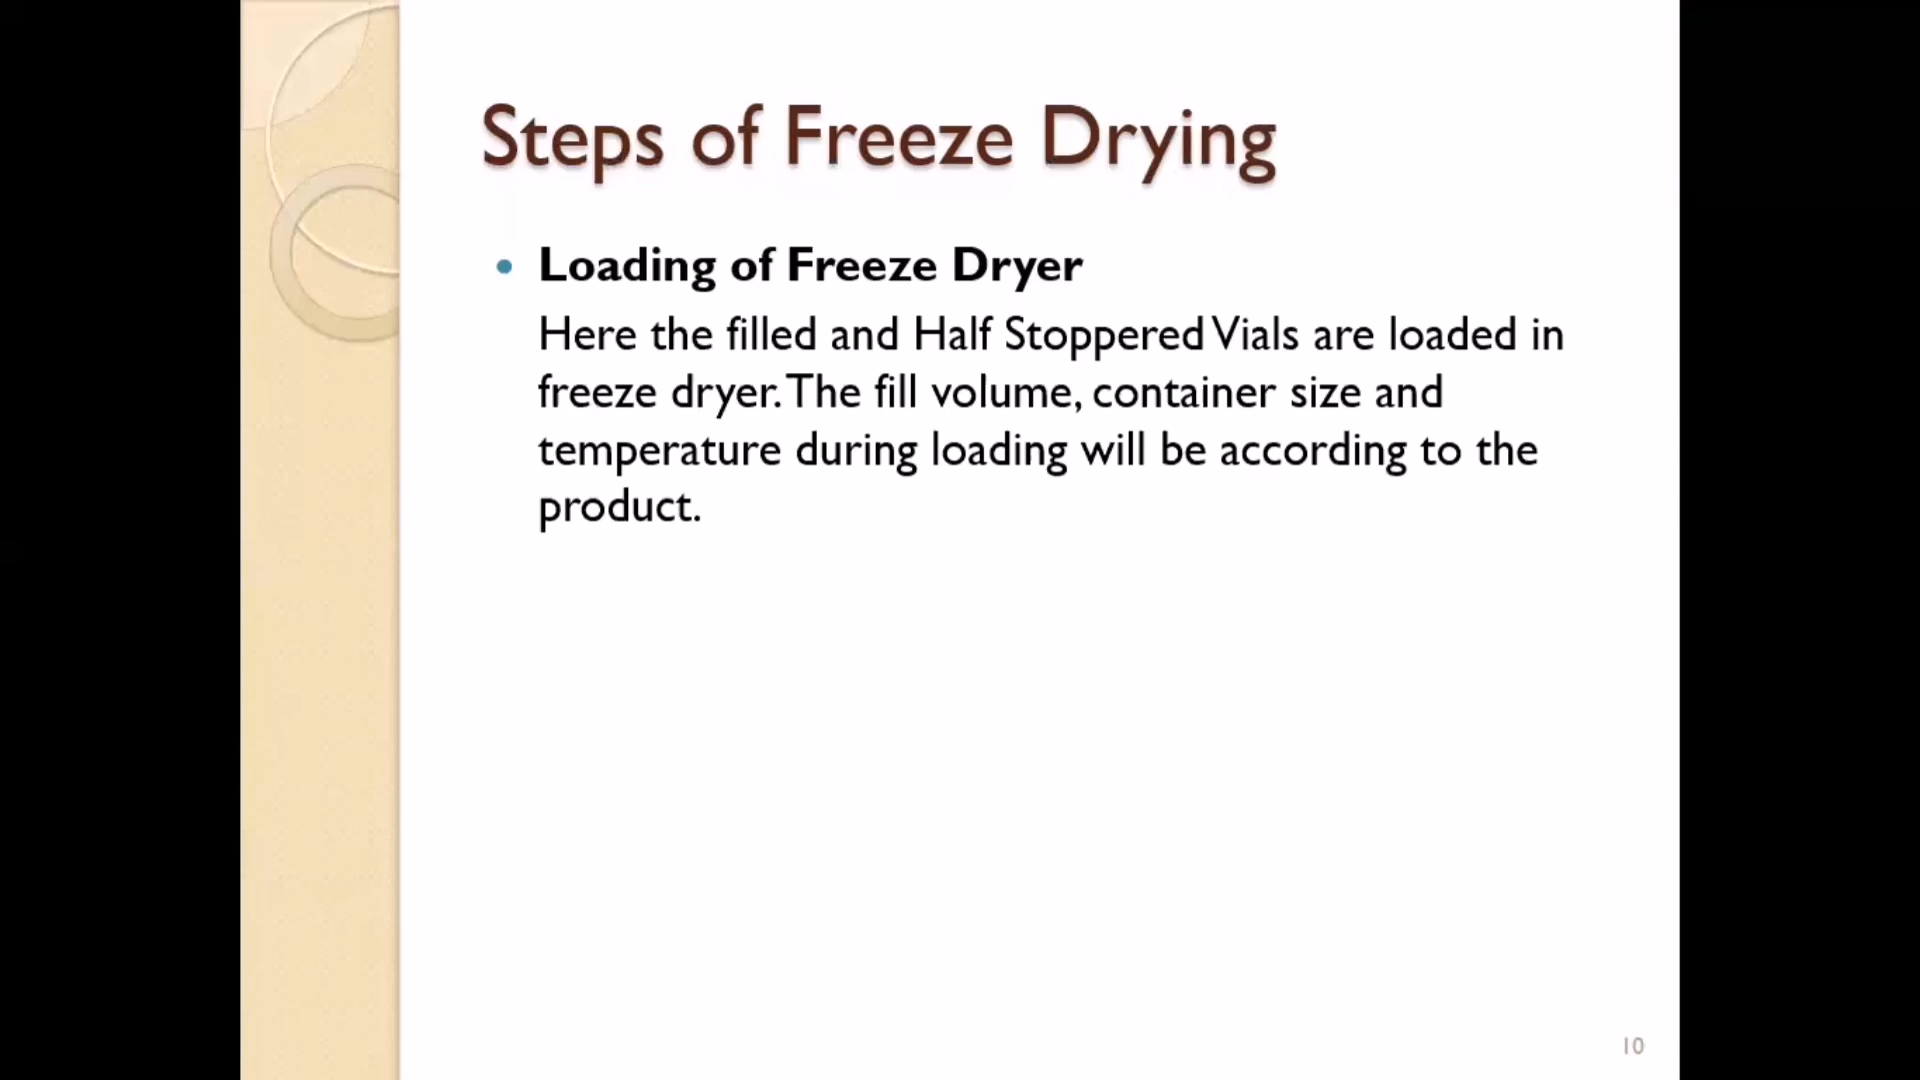 Steps of Freeze Drying
• Loading of Freeze Dryer
Here the filled and Half Stoppered Vials are loaded in
freeze dryer. The fill volume, container size and
temperature during loading will be according to the
product.
10